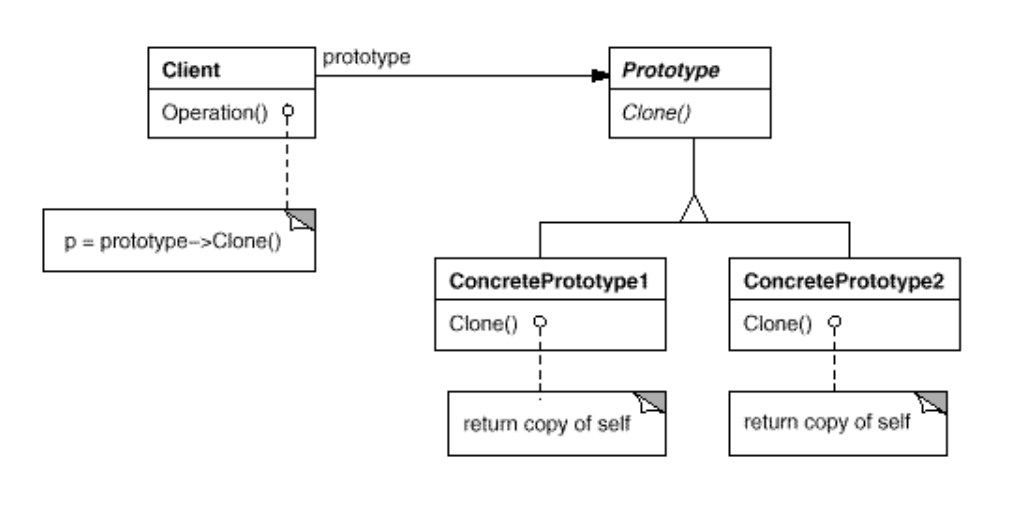 Client
prototype
Prototype
Operation()
Clone()
p = prototype->Clone()
ConcretePrototype1
ConcretePrototype2
Clone()
Clone()
return copy of self
return copy of self